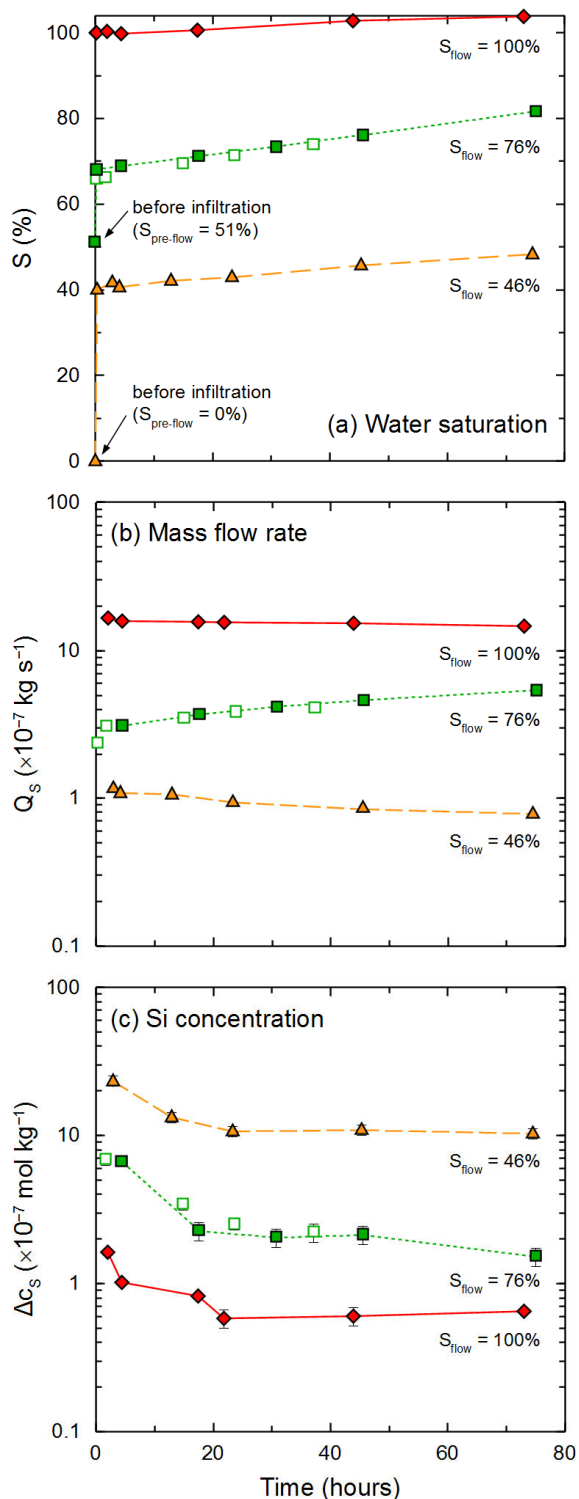 100
80
60
40
20
0
S (%)
S_flow = 100%
S_flow = 76%
before infiltration
(S_pre-flow = 51%)
S_flow = 46%
before infiltration
(S_pre-flow = 0%)
(a) Water saturation
100
10
1
0.1
Q_S (×10⁻⁷ kg s⁻¹)
(b) Mass flow rate
S_flow = 100%
S_flow = 76%
S_flow = 46%
100
10
1
0.1
Δc_S (×10⁻⁷ mol kg⁻¹)
(c) Si concentration
S_flow = 46%
S_flow = 76%
S_flow = 100%
0 20 40 60 80
Time (hours)